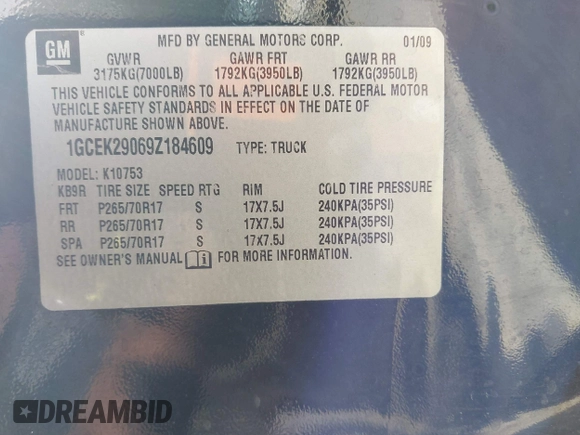 GM
MFD BY GENERAL MOTORS CORP. 01/09
GVWR GAWR FRT GAWR RR
3175KG(7000LB) 1792KG(3950LB) 1792KG(3950LB)
THIS VEHICLE CONFORMS TO ALL APPLICABLE U.S. FEDERAL MOTOR
VEHICLE SAFETY STANDARDS IN EFFECT ON THE DATE OF
MANUFACTURE SHOWN ABOVE.
1GCEK29069Z184609 TYPE: TRUCK
MODEL: K10753
KB9R TIRE SIZE SPEED RTG RIM COLD TIRE PRESSURE
FRT P265/70R17 S 17X7.5J 240KPA(35PSI)
RR P265/70R17 S 17X7.5J 240KPA(35PSI)
SPA P265/70R17 S 17X7.5J 240KPA(35PSI)
SEE OWNER'S MANUAL i FOR MORE INFORMATION.
DREAMBID